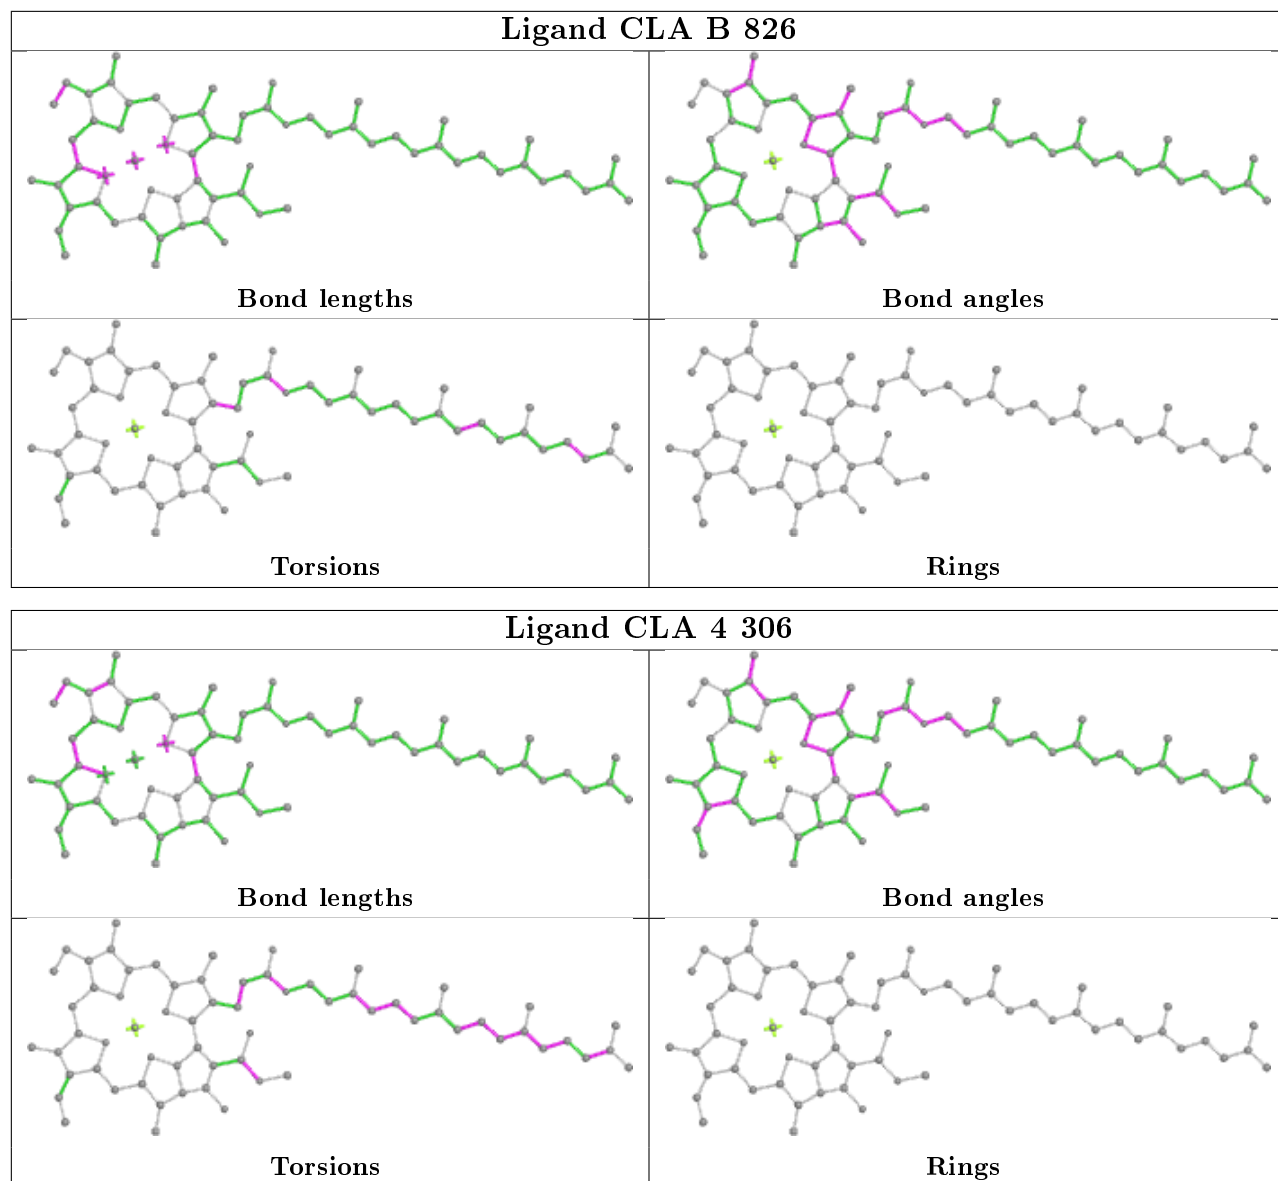 Ligand CLA B 826
Bond lengths
Bond angles
Torsions
Rings
Ligand CLA 4 306
Bond lengths
Bond angles
Torsions
Rings